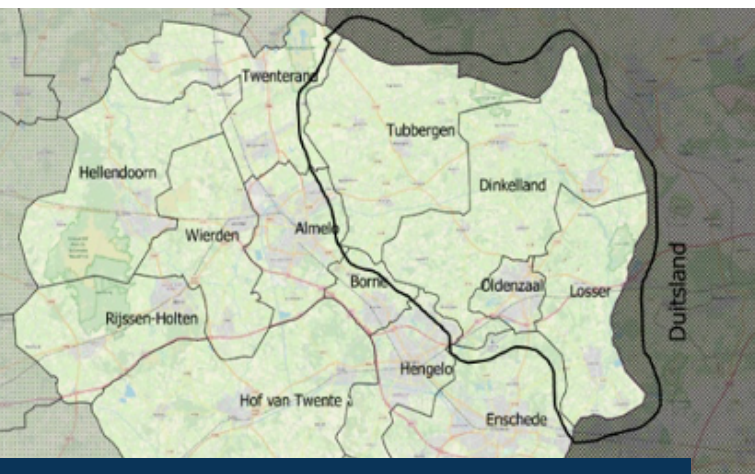 Twenterand
Tubbergen
Hellendoorn
Dinkelland
Wierden
Almelo
Borne
Oldenzaal
Losser
Duitsland
Rijssen-Holten
Hengelo
Hof van Twente
Enschede